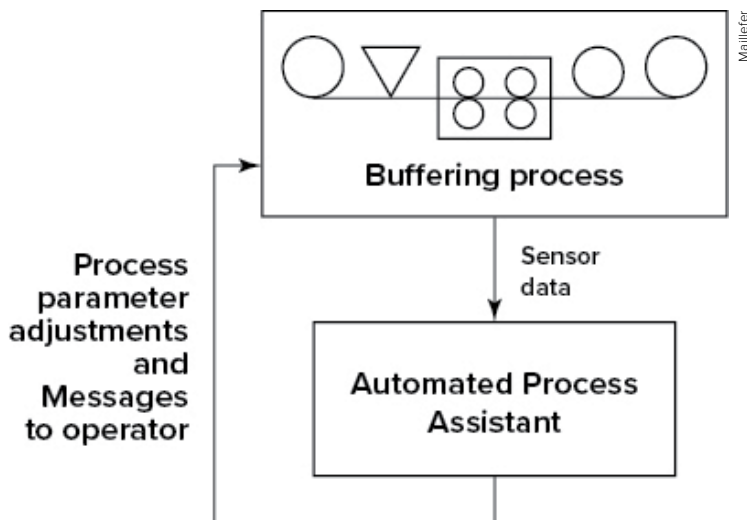 Maillefer
Buffering process
Sensor
data
Process
parameter
adjustments
and
Messages
to operator
Automated Process
Assistant